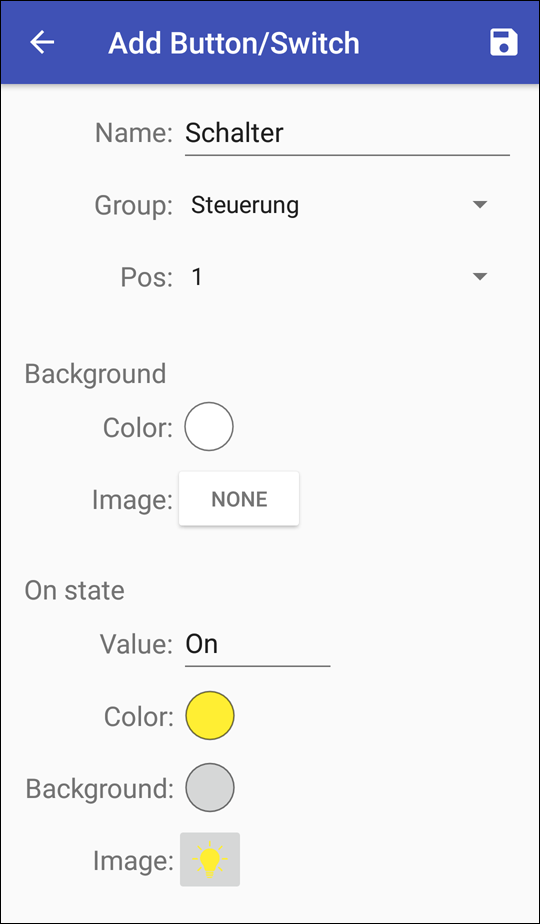 Add Button/Switch
Name: Schalter
Group: Steuerung
Pos: 1
Background
Color:
Image: NONE
On state
Value: On
Color:
Background:
Image: